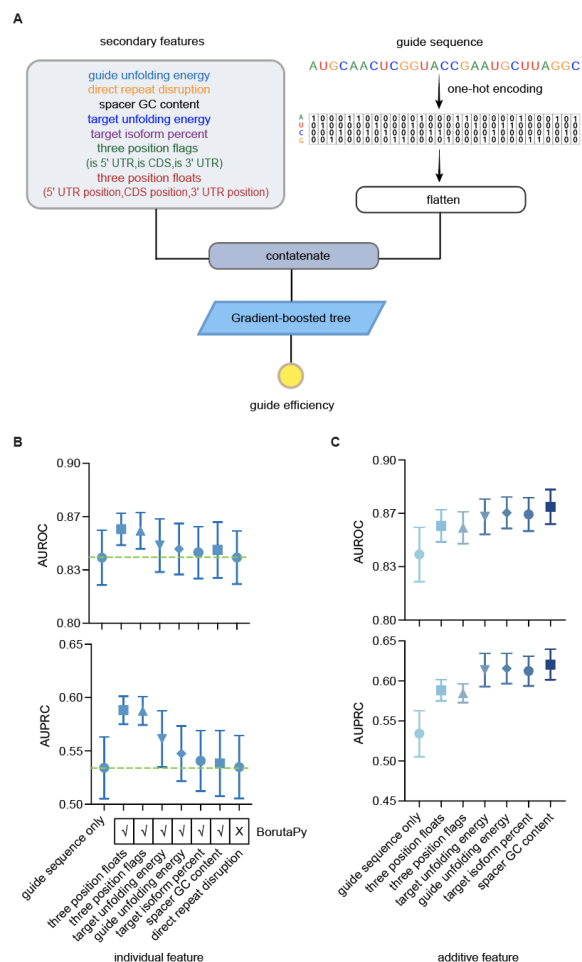 A
secondary features
guide unfolding energy
direct repeat disruption
spacer GC content
target unfolding energy
target isoform percent
three position flags
(is 5' UTR,is CDS,is 3' UTR)
three position floats
(5' UTR position,CDS position,3' UTR position)
guide sequence
AUGCAACUCGGUACCGAAUGCUUAGGC
one-hot encoding
A
U
C
G
flatten
contatenate
Gradient-boosted tree
guide efficiency
B
AUROC
0.90
0.87
0.83
0.80
AUPRC
0.65
0.60
0.55
0.50
√ √ √ √ √ √ X
BorutaPy
guide sequence only
three position floats
three position flags
target unfolding energy
guide unfolding energy
target isoform percent
spacer GC content
direct repeat disruption
individual feature
C
AUROC
0.90
0.87
0.83
0.80
AUPRC
0.65
0.60
0.55
0.50
0.45
guide sequence only
three position floats
three position flags
target unfolding energy
guide unfolding energy
target isoform percent
spacer GC content
additive feature